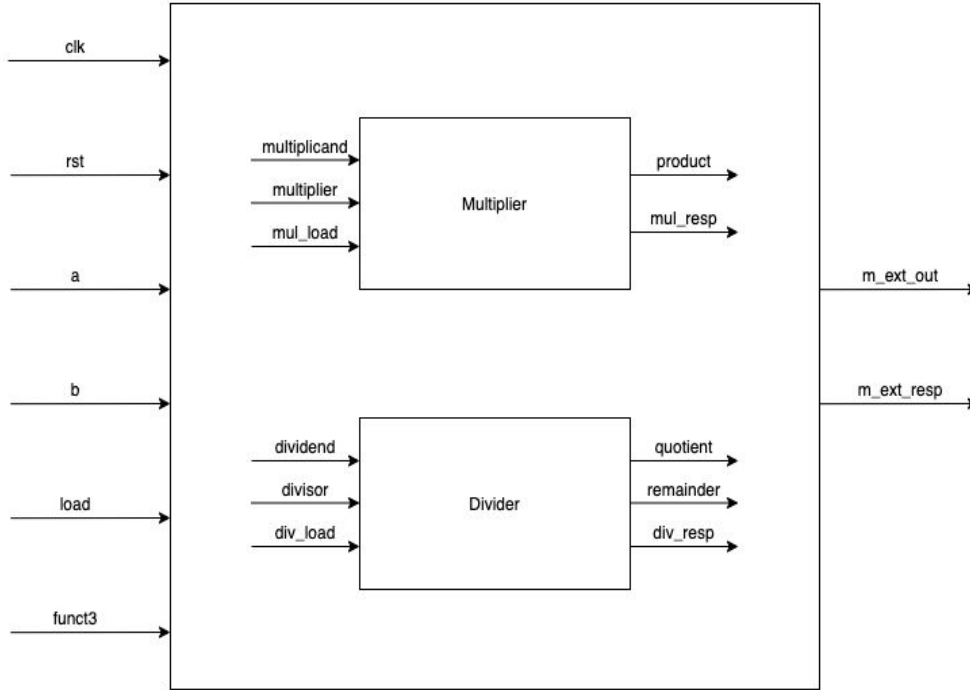 clk
rst
a
b
load
funct3
multiplicand
multiplier
mul_load
Multiplier
product
mul_resp
dividend
divisor
div_load
Divider
quotient
remainder
div_resp
m_ext_out
m_ext_resp